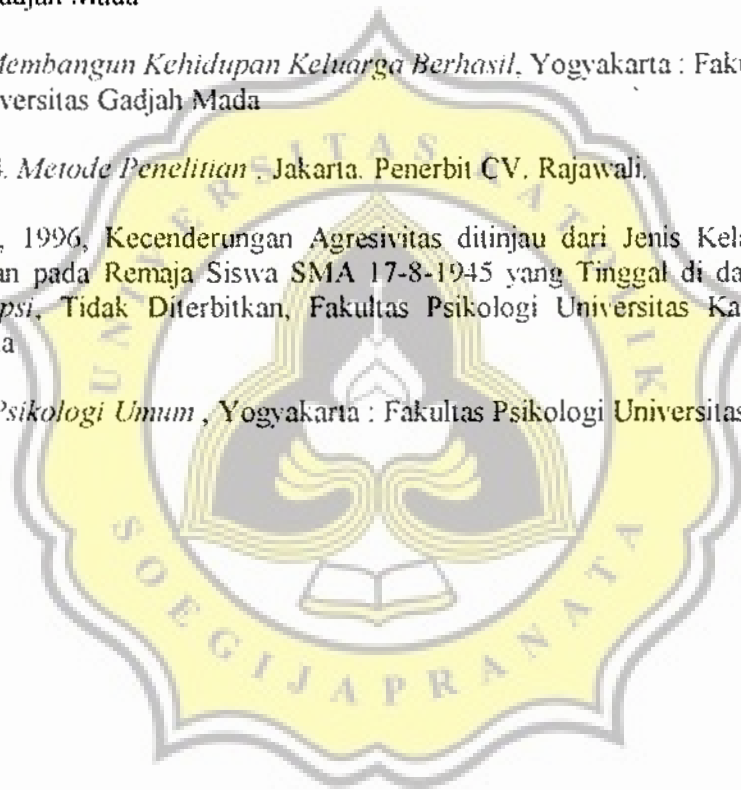 Membangun Kehidupan Keluarga Berhasil, Yogyakarta : Faku
versitas Gadjah Mada
. Metode Penelitian . Jakarta. Penerbit CV. Rajawali.
, 1996, Kecenderungan Agresivitas ditinjau dari Jenis Kela
an pada Remaja Siswa SMA 17-8-1945 yang Tinggal di da
psi, Tidak Diterbitkan, Fakultas Psikologi Universitas Ka
a
Psikologi Umum , Yogyakarta : Fakultas Psikologi Universitas
UNIVERSITAS KATOLIK
SOEGIJAPRANATA